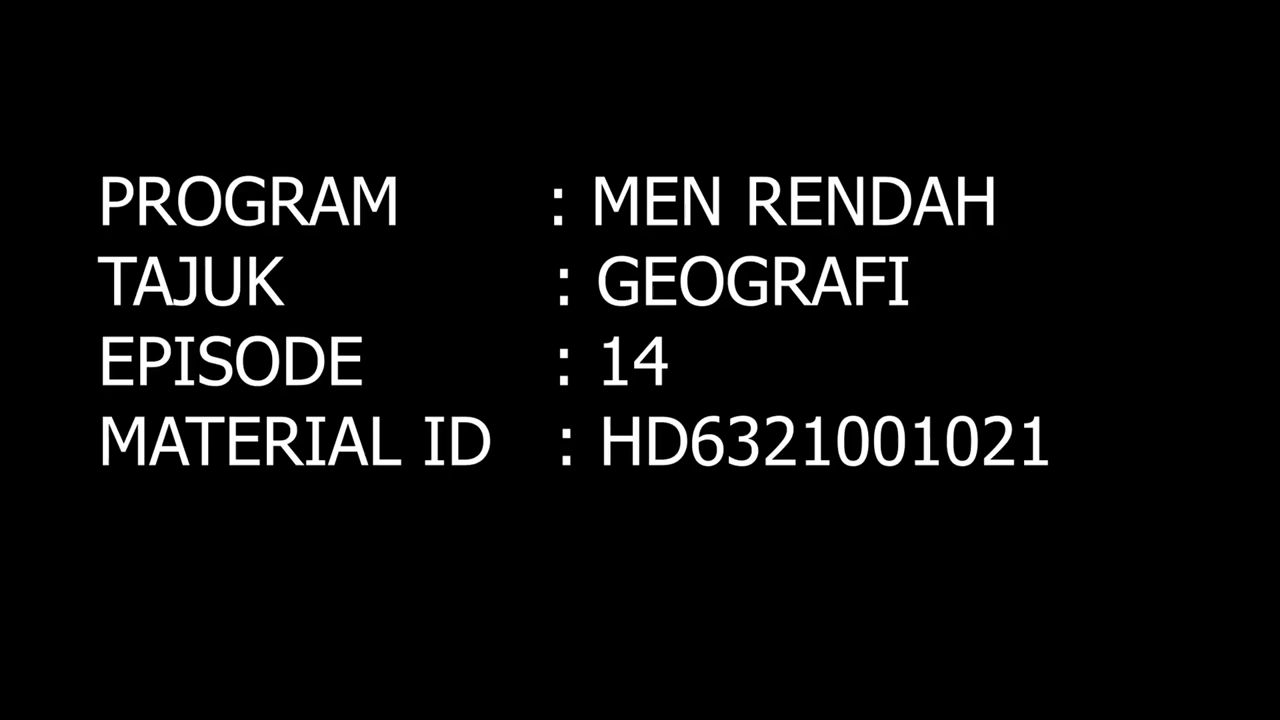 PROGRAM : MEN RENDAH
TAJUK : GEOGRAFI
EPISODE : 14
MATERIAL ID : HD6321001021